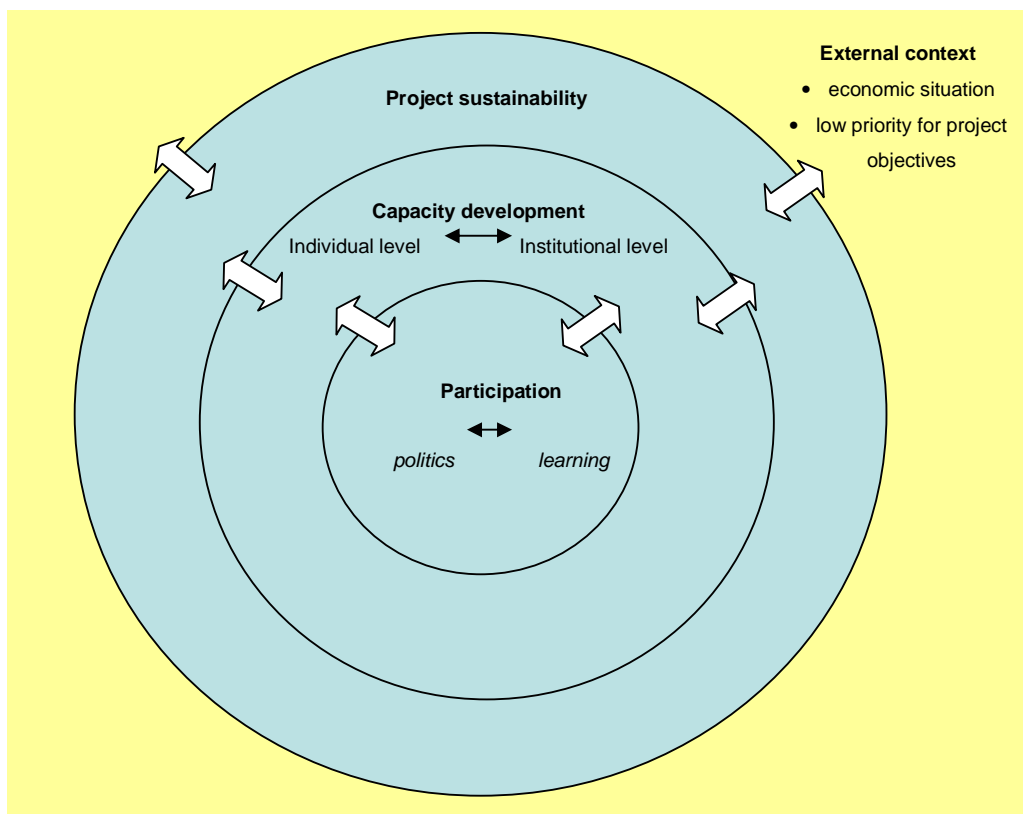 External context
• economic situation
• low priority for project
objectives
Project sustainability
Capacity development
Individual level Institutional level
Participation
politics learning